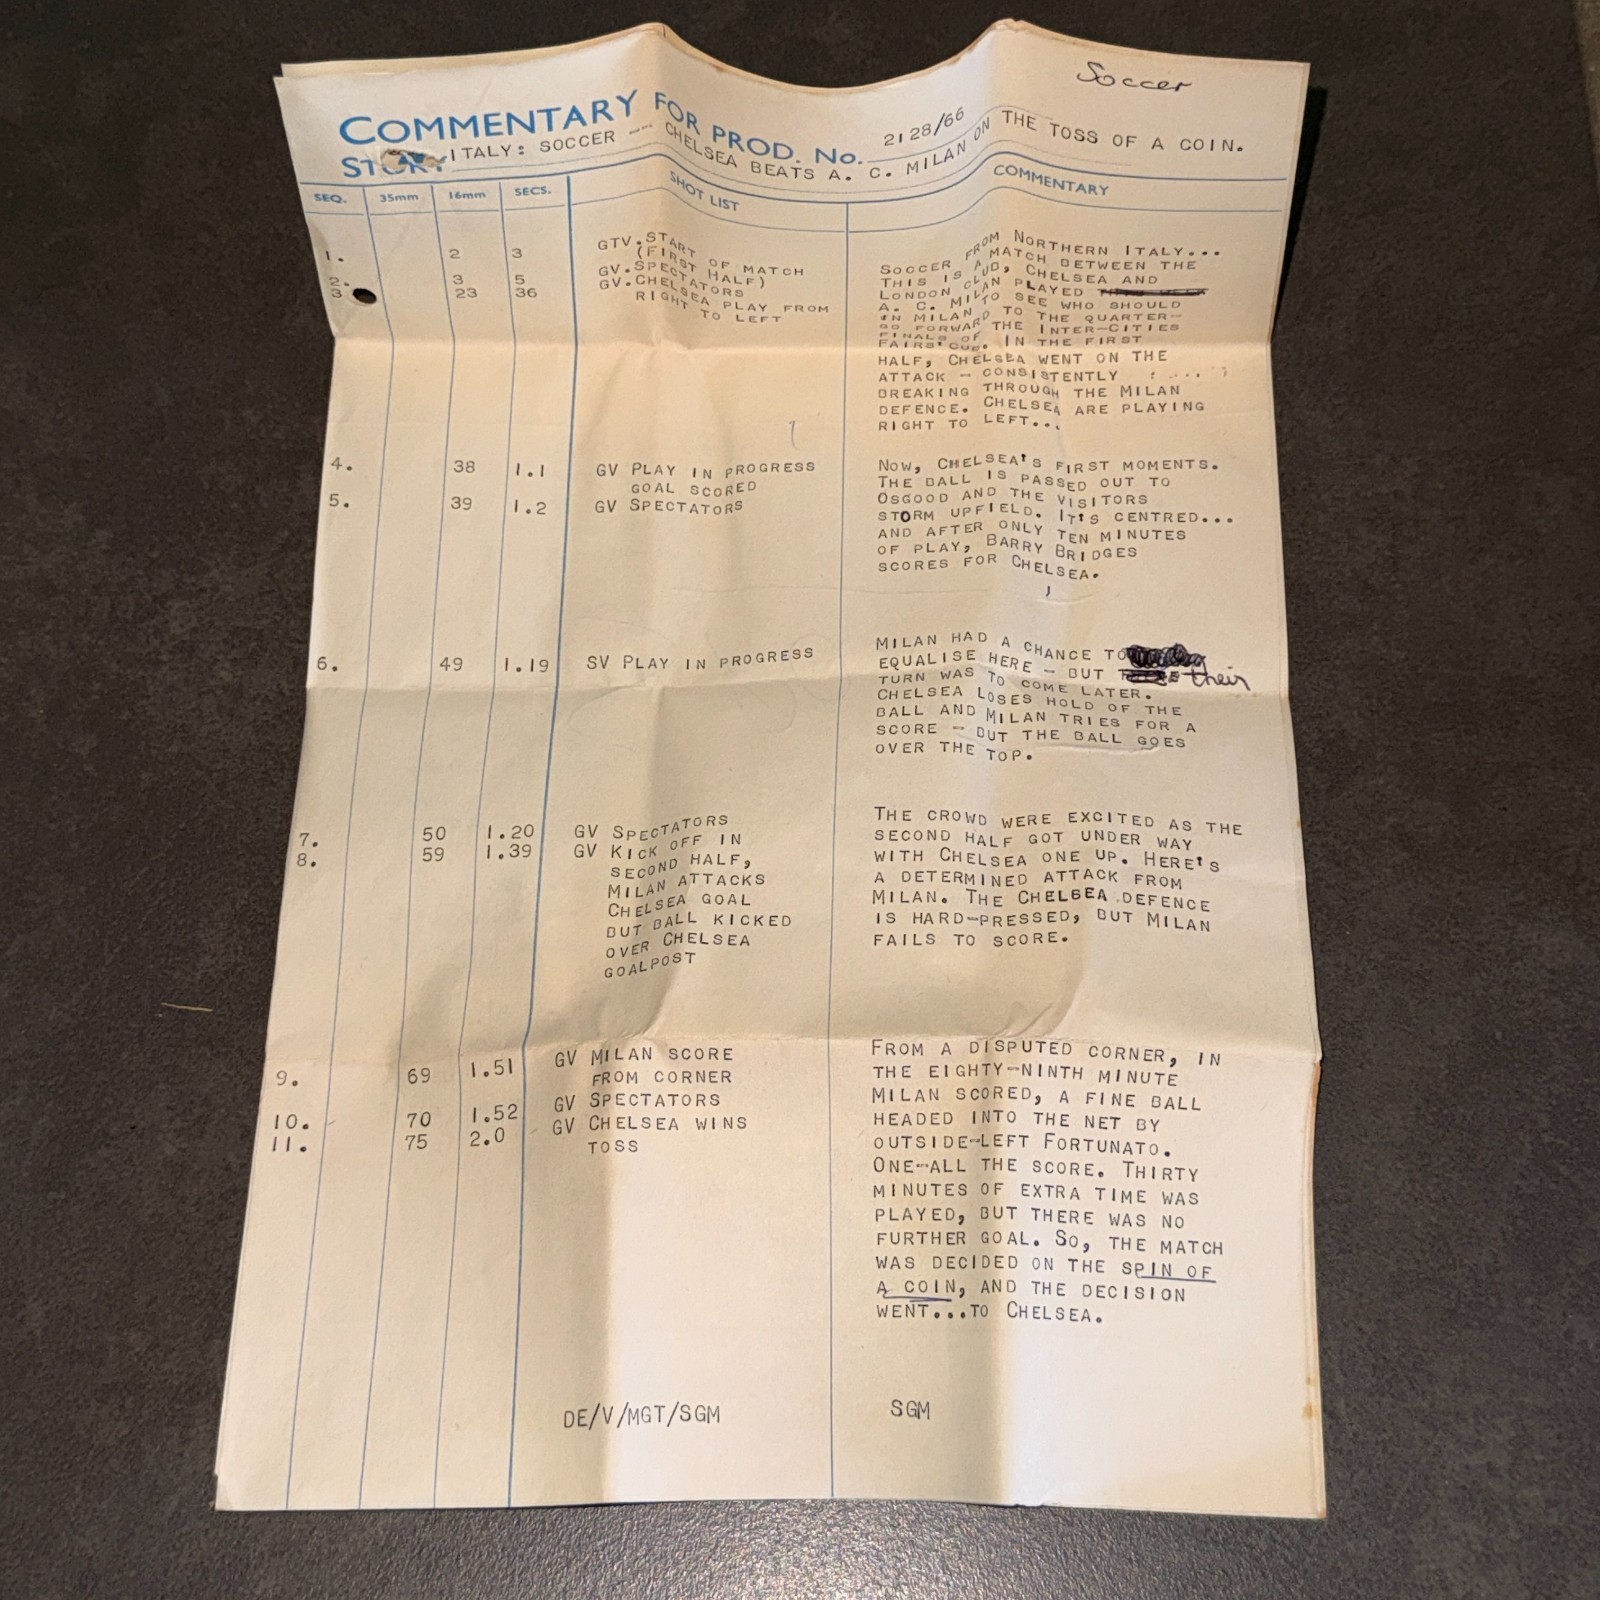 Soccer
COMMENTARY FOR PROD. No. 2128/66
STORY ITALY: SOCCER -- CHELSEA BEATS A. C. MILAN ON THE TOSS OF A COIN.
SEQ. 35mm 16mm SECS. SHOT LIST COMMENTARY
1. 2 3 GTV. START OF MATCH
(FIRST HALF)
2. 3 5 GV. SPECTATORS
3 23 36 GV. CHELSEA PLAY FROM
RIGHT TO LEFT
SOCCER FROM NORTHERN ITALY...
THIS IS A MATCH BETWEEN THE
LONDON CLUB, CHELSEA AND
A. C. MILAN PLAYED
IN MILAN TO SEE WHO SHOULD
GO FORWARD TO THE QUARTER-
FINALS OF THE INTER-CITIES
FAIRS' CUP. IN THE FIRST
HALF, CHELSEA WENT ON THE
ATTACK - CONSISTENTLY
BREAKING THROUGH THE MILAN
DEFENCE. CHELSEA ARE PLAYING
RIGHT TO LEFT...
4. 38 1.1 GV PLAY IN PROGRESS
GOAL SCORED
5. 39 1.2 GV SPECTATORS
NOW, CHELSEA'S FIRST MOMENTS.
THE BALL IS PASSED OUT TO
OSGOOD AND THE VISITORS
STORM UPFIELD. IT'S CENTRED...
AND AFTER ONLY TEN MINUTES
OF PLAY, BARRY BRIDGES
SCORES FOR CHELSEA.
6. 49 1.19 SV PLAY IN PROGRESS
MILAN HAD A CHANCE TO
EQUALISE HERE - BUT their
TURN WAS TO COME LATER.
CHELSEA LOSES HOLD OF THE
BALL AND MILAN TRIES FOR A
SCORE - BUT THE BALL GOES
OVER THE TOP.
7. 50 1.20 GV SPECTATORS
8. 59 1.39 GV KICK OFF IN
SECOND HALF,
MILAN ATTACKS
CHELSEA GOAL
BUT BALL KICKED
OVER CHELSEA
GOALPOST
THE CROWD WERE EXCITED AS THE
SECOND HALF GOT UNDER WAY
WITH CHELSEA ONE UP. HERE'S
A DETERMINED ATTACK FROM
MILAN. THE CHELSEA DEFENCE
IS HARD-PRESSED, BUT MILAN
FAILS TO SCORE.
9. 69 1.51 GV MILAN SCORE
FROM CORNER
10. 70 1.52 GV SPECTATORS
11. 75 2.0 GV CHELSEA WINS
TOSS
FROM A DISPUTED CORNER, IN
THE EIGHTY-NINTH MINUTE
MILAN SCORED, A FINE BALL
HEADED INTO THE NET BY
OUTSIDE-LEFT FORTUNATO.
ONE-ALL THE SCORE. THIRTY
MINUTES OF EXTRA TIME WAS
PLAYED, BUT THERE WAS NO
FURTHER GOAL. SO, THE MATCH
WAS DECIDED ON THE SPIN OF
A COIN, AND THE DECISION
WENT...TO CHELSEA.
DE/V/MGT/SGM SGM